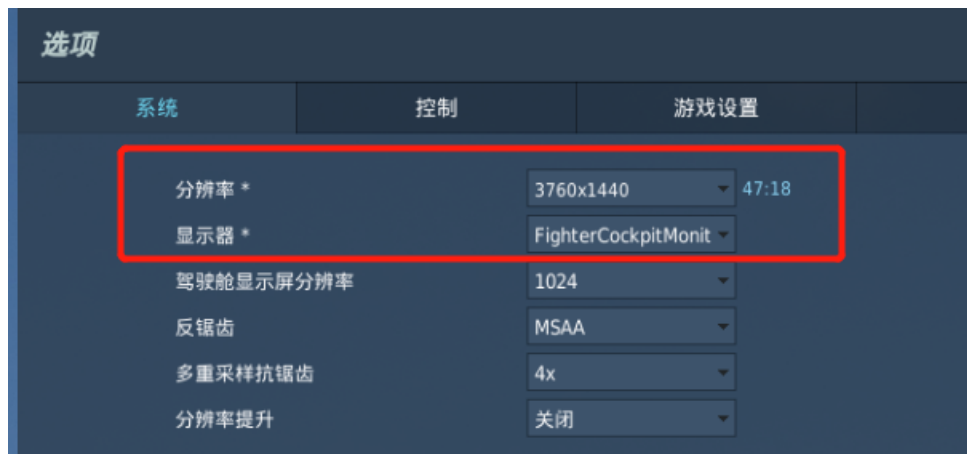 选项
系统 控制 游戏设置
分辨率 * 3760x1440 47:18
显示器 * FighterCockpitMonit
驾驶舱显示屏分辨率 1024
反锯齿 MSAA
多重采样抗锯齿 4x
分辨率提升 关闭